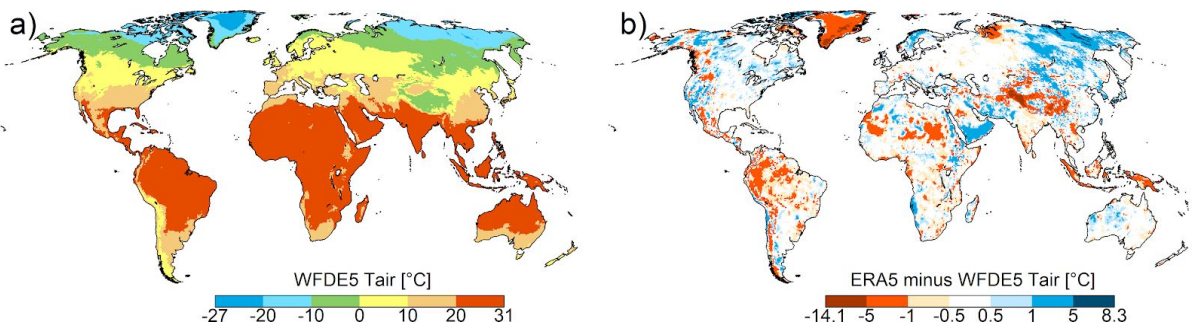 a)
WFDE5 Tair [°C]
-27 -20 -10 0 10 20 31
b)
ERA5 minus WFDE5 Tair [°C]
-14.1 -5 -1 -0.5 0.5 1 5 8.3